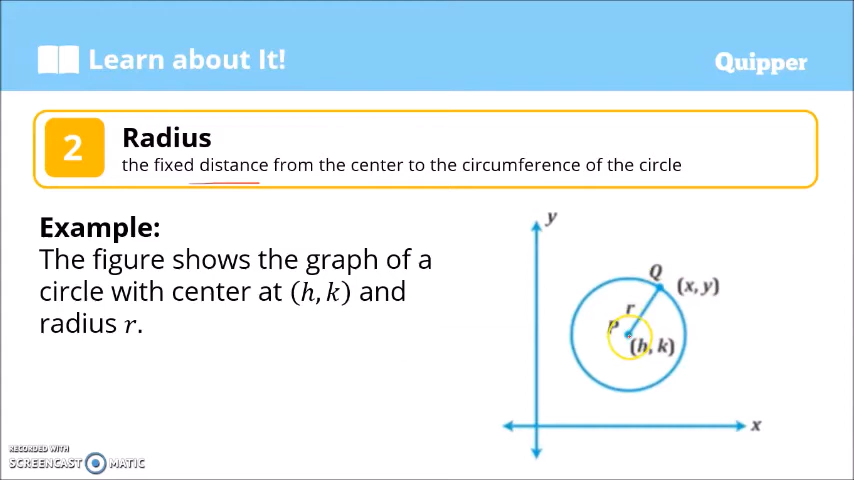 Learn about It!
Quipper
2
Radius
the fixed distance from the center to the circumference of the circle
Example:
The figure shows the graph of a
circle with center at (h, k) and
radius r.
y
Q
(x, y)
r
P
(h, k)
x
RECORDED WITH
SCREENCAST MATIC